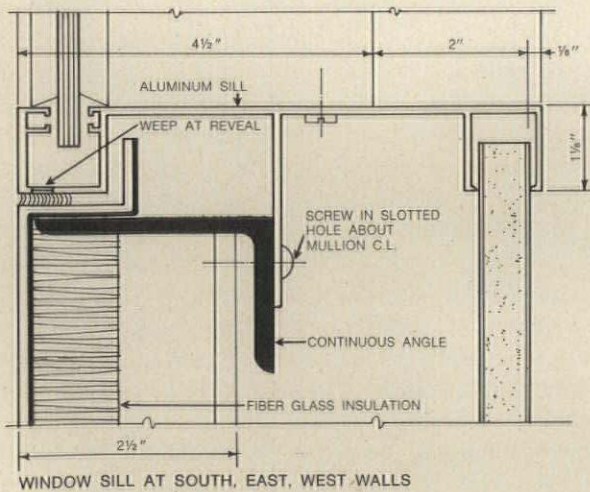 4½"
2"
⅛"
ALUMINUM SILL
WEEP AT REVEAL
1⅛"
SCREW IN SLOTTED
HOLE ABOUT
MULLION C.L.
CONTINUOUS ANGLE
FIBER GLASS INSULATION
2½"
WINDOW SILL AT SOUTH, EAST, WEST WALLS